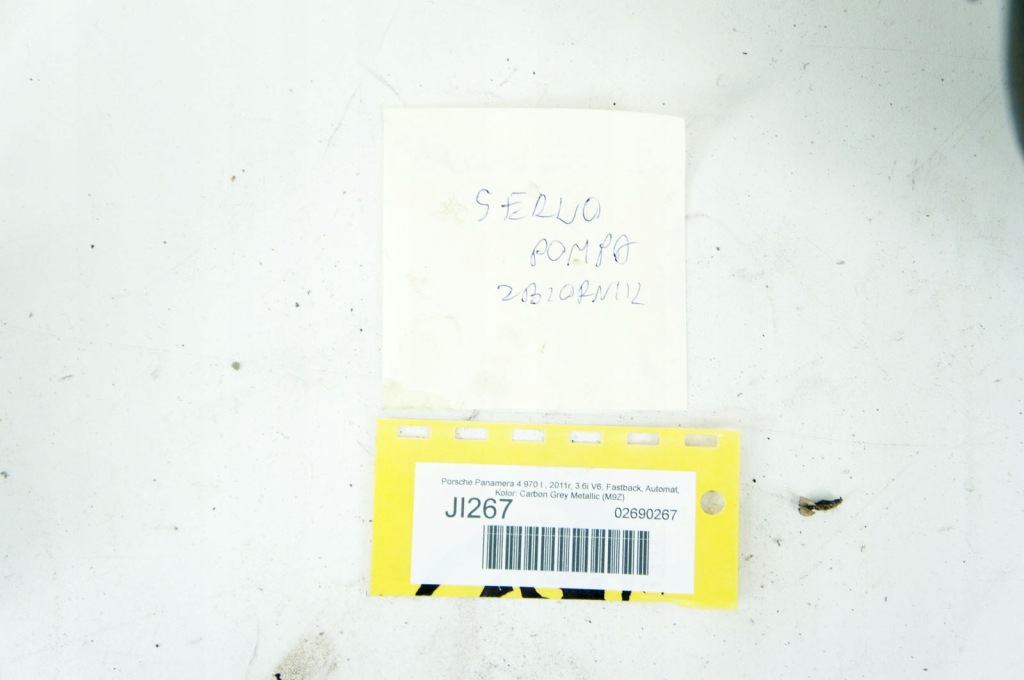 SERWO
POMPA
ZBIORNIK
Porsche Panamera 4 970 I , 2011r, 3.6i V6, Fastback, Automat,
Kolor: Carbon Grey Metallic (M9Z)
JI267
02690267